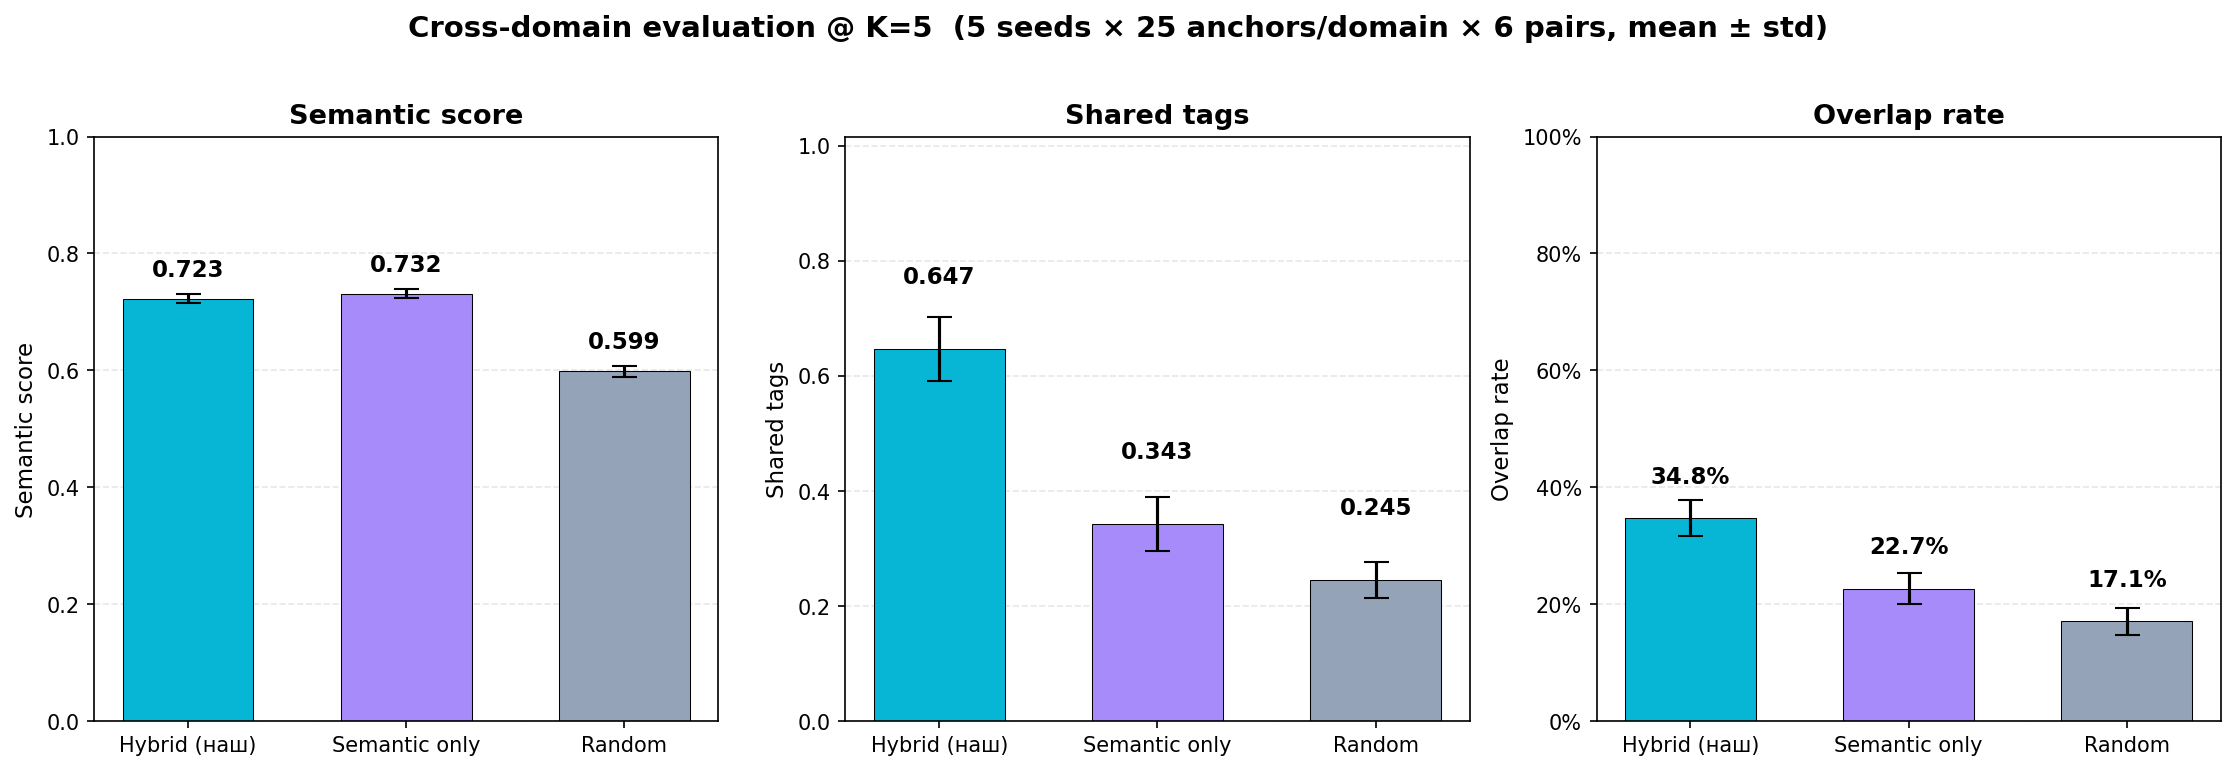 Cross-domain evaluation @ K=5  (5 seeds × 25 anchors/domain × 6 pairs, mean ± std)
Semantic score
Semantic score
1.0
0.8
0.6
0.4
0.2
0.0
0.723
0.732
0.599
Hybrid (наш)
Semantic only
Random
Shared tags
Shared tags
1.0
0.8
0.6
0.4
0.2
0.0
0.647
0.343
0.245
Hybrid (наш)
Semantic only
Random
Overlap rate
Overlap rate
100%
80%
60%
40%
20%
0%
34.8%
22.7%
17.1%
Hybrid (наш)
Semantic only
Random